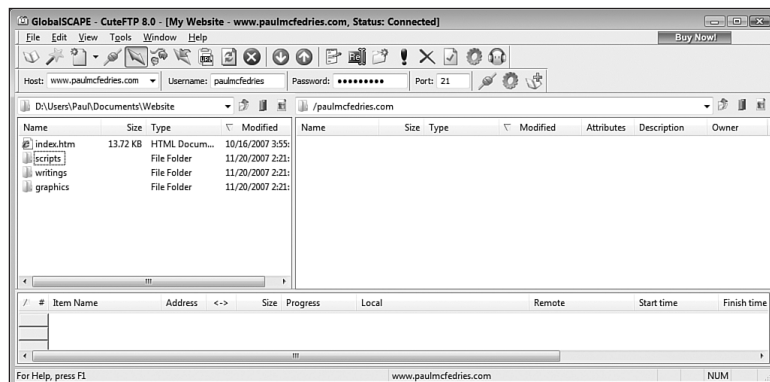 GlobalSCAPE - CuteFTP 8.0 - [My Website - www.paulmcfedries.com, Status: Connected]
File Edit View Tools Window Help Buy Now!
Host: www.paulmcfedries.com Username: paulmcfedries Password: ••••••••• Port: 21
D:\Users\Paul\Documents\Website /paulmcfedries.com
Name Size Type Modified Name Size Type Modified Attributes Description Owner
index.htm 13.72 KB HTML Docum... 10/16/2007 3:55:
scripts File Folder 11/20/2007 2:21:
writings File Folder 11/20/2007 2:21:
graphics File Folder 11/20/2007 2:21:
/ # Item Name Address <-> Size Progress Local Remote Start time Finish time
For Help, press F1 www.paulmcfedries.com NUM